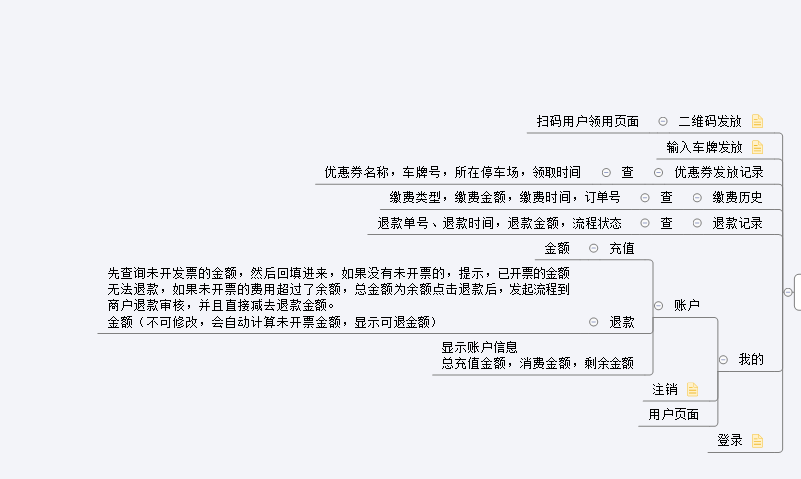 扫码用户领用页面 二维码发放
输入车牌发放
优惠券名称，车牌号，所在停车场，领取时间 查 优惠券发放记录
缴费类型，缴费金额，缴费时间，订单号 查 缴费历史
退款单号、退款时间，退款金额，流程状态 查 退款记录
金额 充值
先查询未开发票的金额，然后回填进来，如果没有未开票的，提示，已开票的金额
无法退款，如果未开票的费用超过了余额，总金额为余额点击退款后，发起流程到
商户退款审核，并且直接减去退款金额。
金额（不可修改，会自动计算未开票金额，显示可退金额） 退款
账户
显示账户信息
总充值金额，消费金额，剩余金额
我的
注销
用户页面
登录